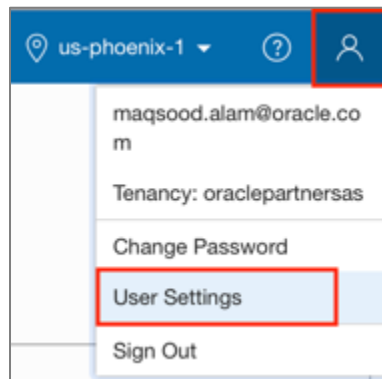 us-phoenix-1
maqsood.alam@oracle.co
m
Tenancy: oraclepartnersas
Change Password
User Settings
Sign Out